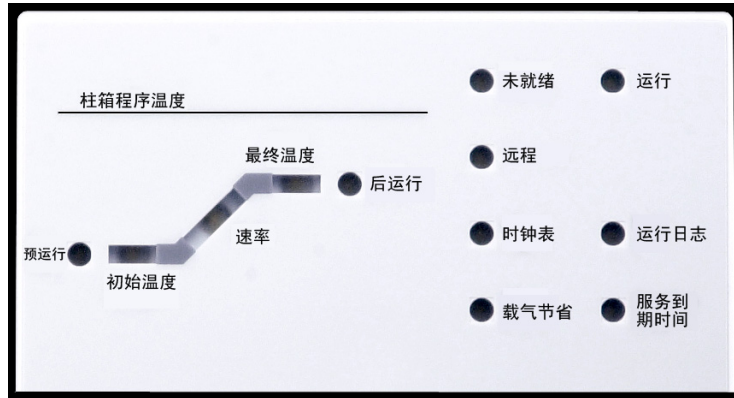 柱箱程序温度
最终温度
后运行
速率
预运行
初始温度
未就绪
运行
远程
时钟表
运行日志
载气节省
服务到
期时间